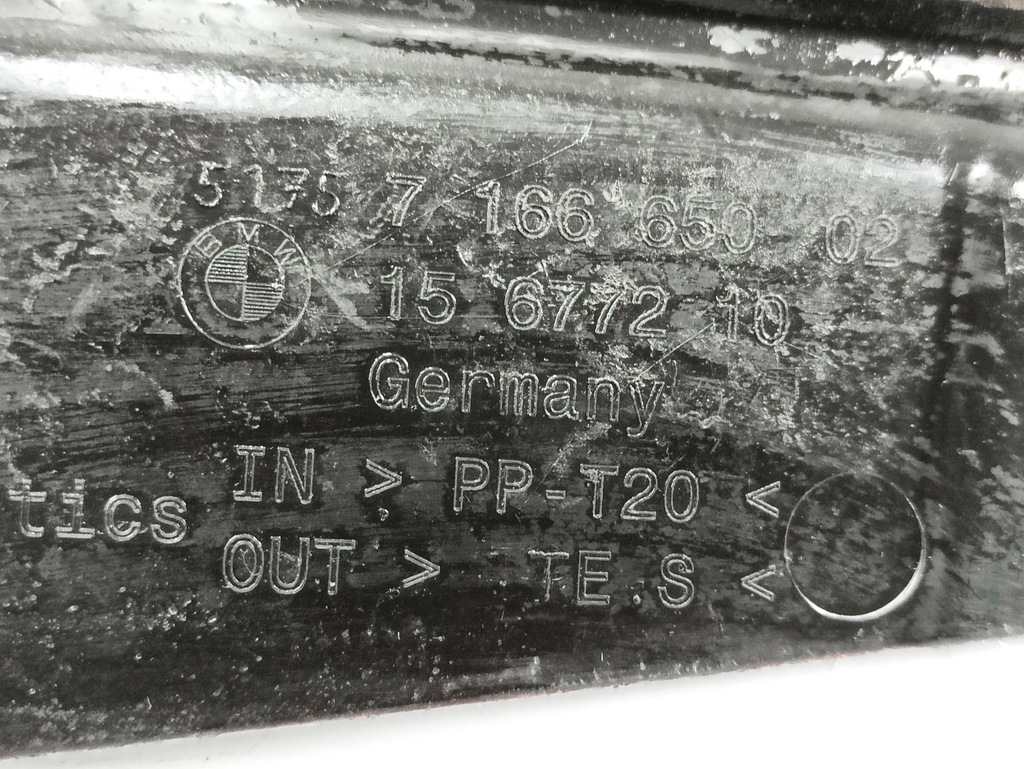 5175 7 166 650 02
BMW
15 6772 10
Germany
IN > PP-T20 <
tics
OUT > TE.S <